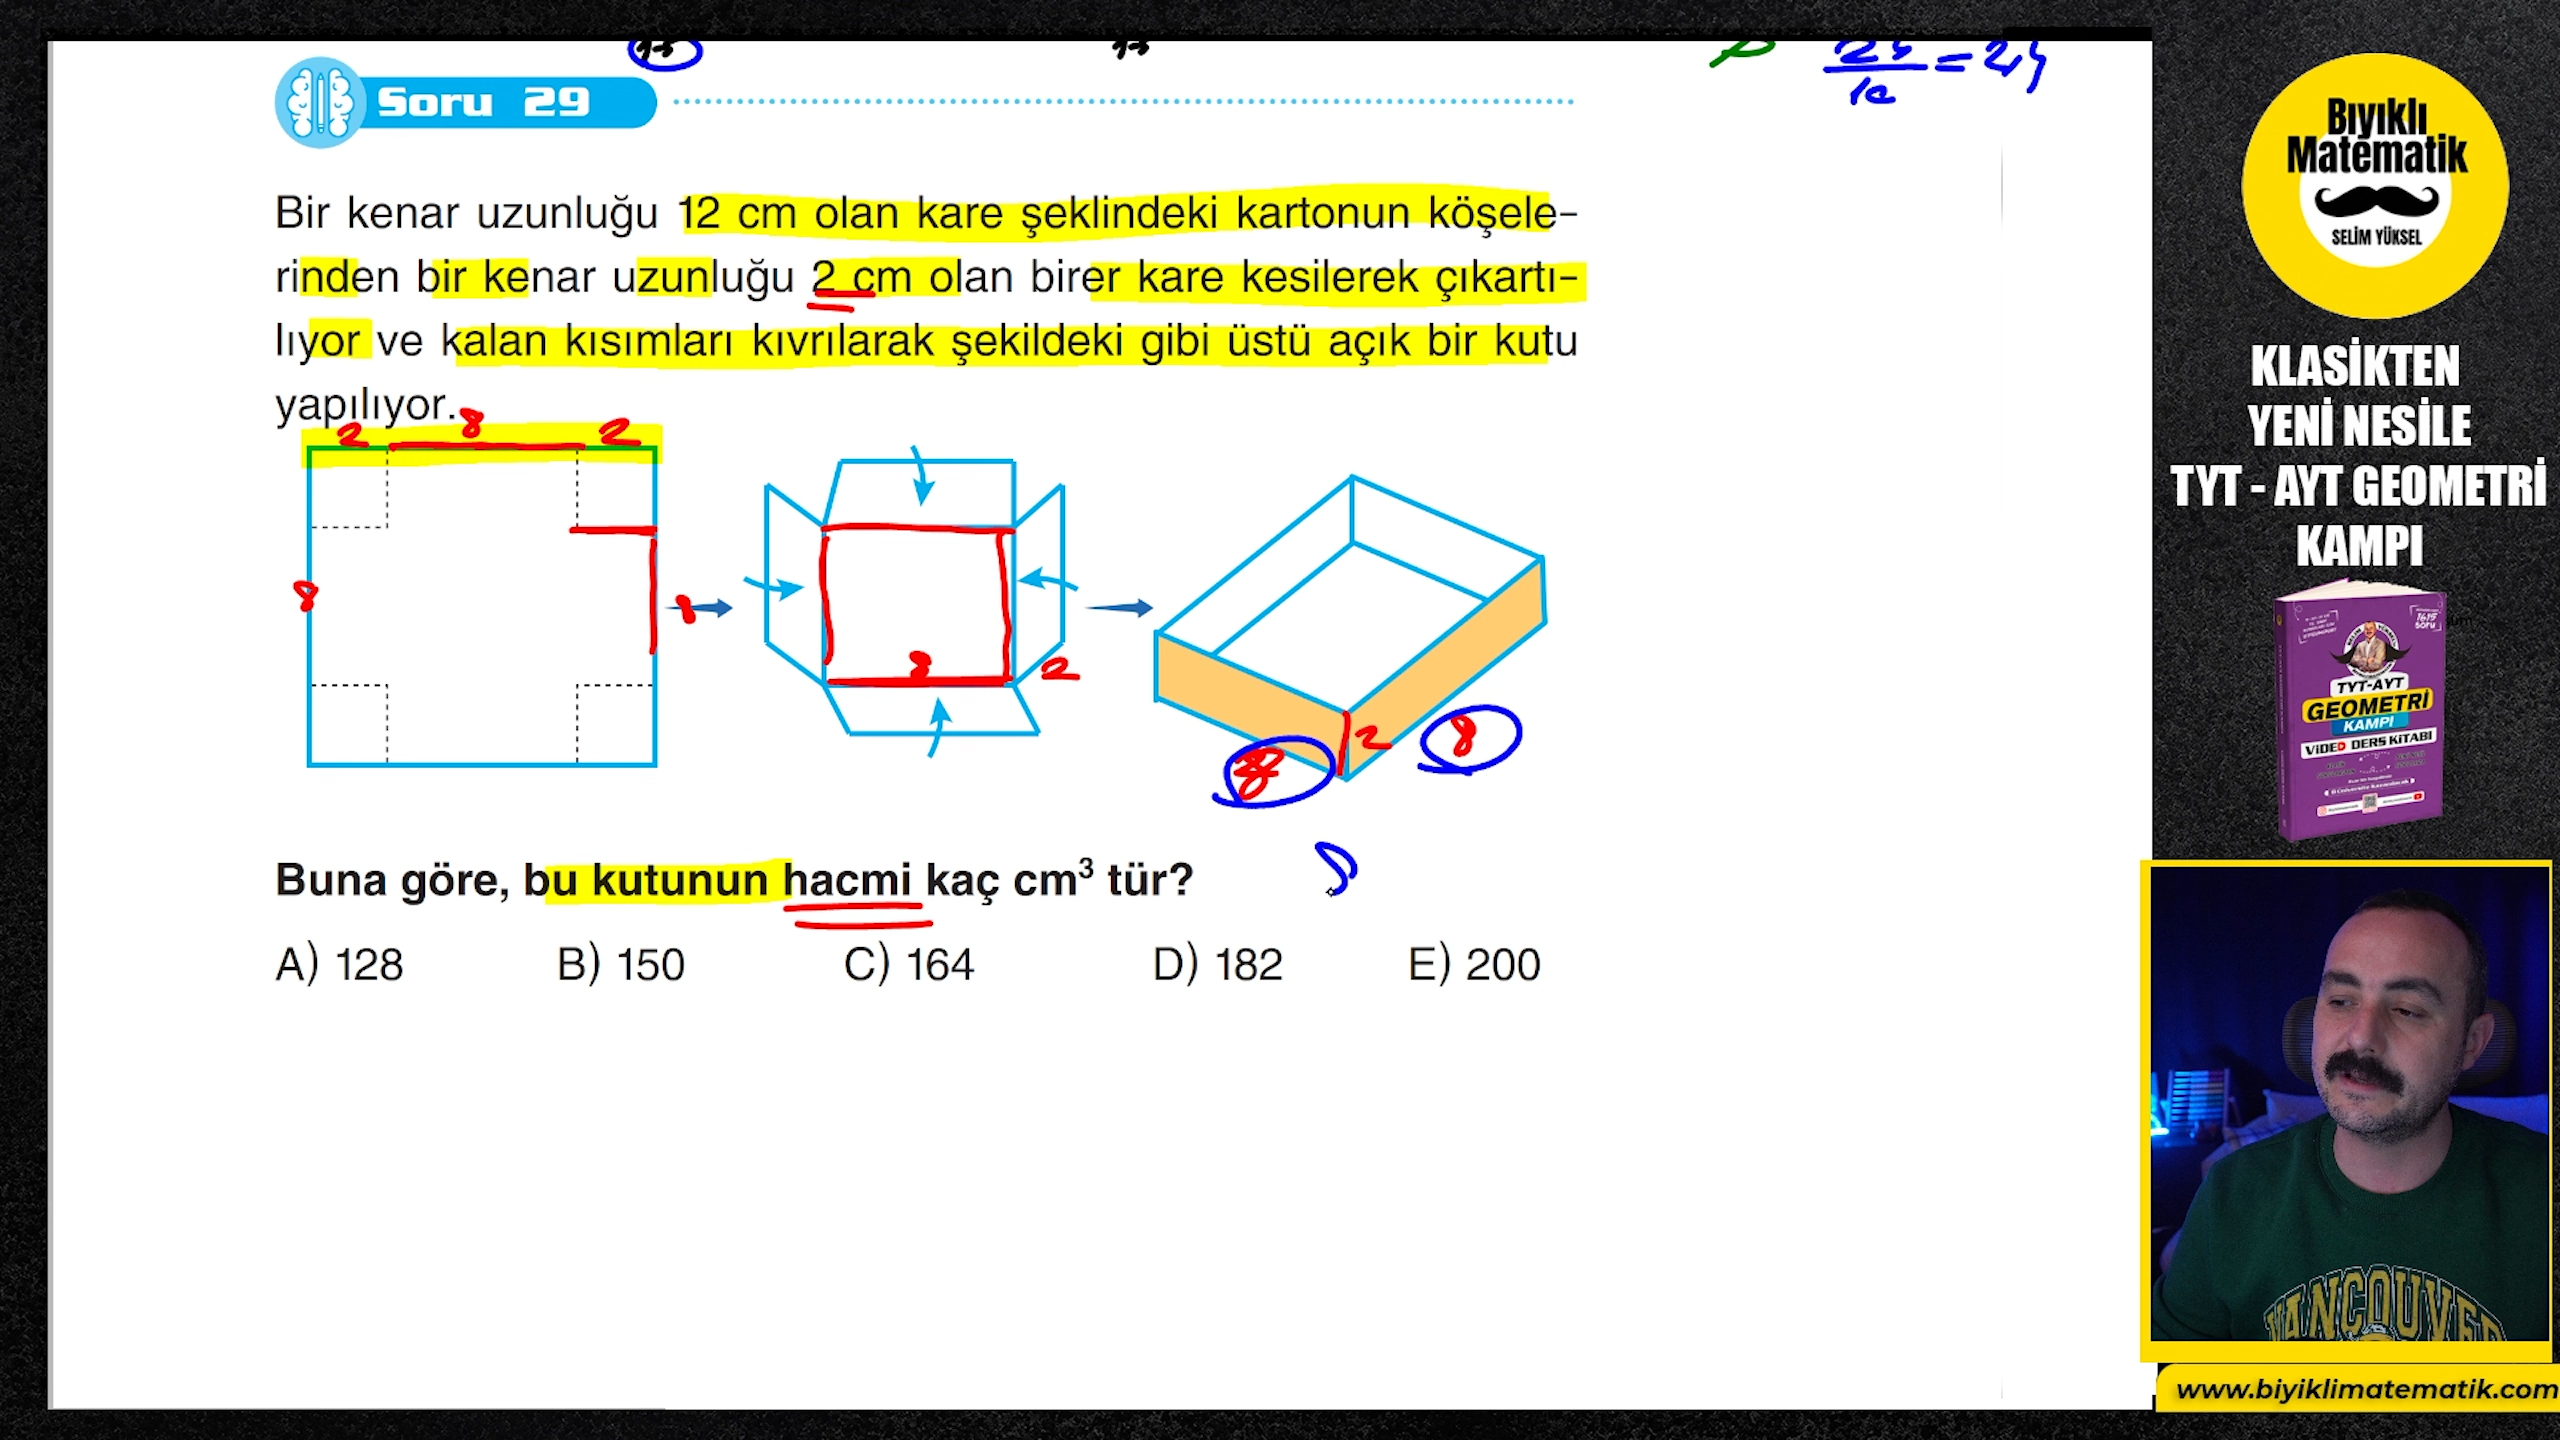 Soru 29
Bir kenar uzunluğu 12 cm olan kare şeklindeki kartonun köşele-
rinden bir kenar uzunluğu 2 cm olan birer kare kesilerek çıkartı-
lıyor ve kalan kısımları kıvrılarak şekildeki gibi üstü açık bir kutu
yapılıyor.
2 8 2
8
8
8
2
2
8
8
8
Buna göre, bu kutunun hacmi kaç cm³ tür?
A) 128 B) 150 C) 164 D) 182 E) 200
Bıyıklı
Matematik
SELİM YÜKSEL
KLASİKTEN
YENİ NESİLE
TYT - AYT GEOMETRİ
KAMPI
1615
soru
TYT-AYT
GEOMETRİ
KAMPI
VİDEO DERS KİTABI
VANCOUVER
www.biyiklimatematik.com